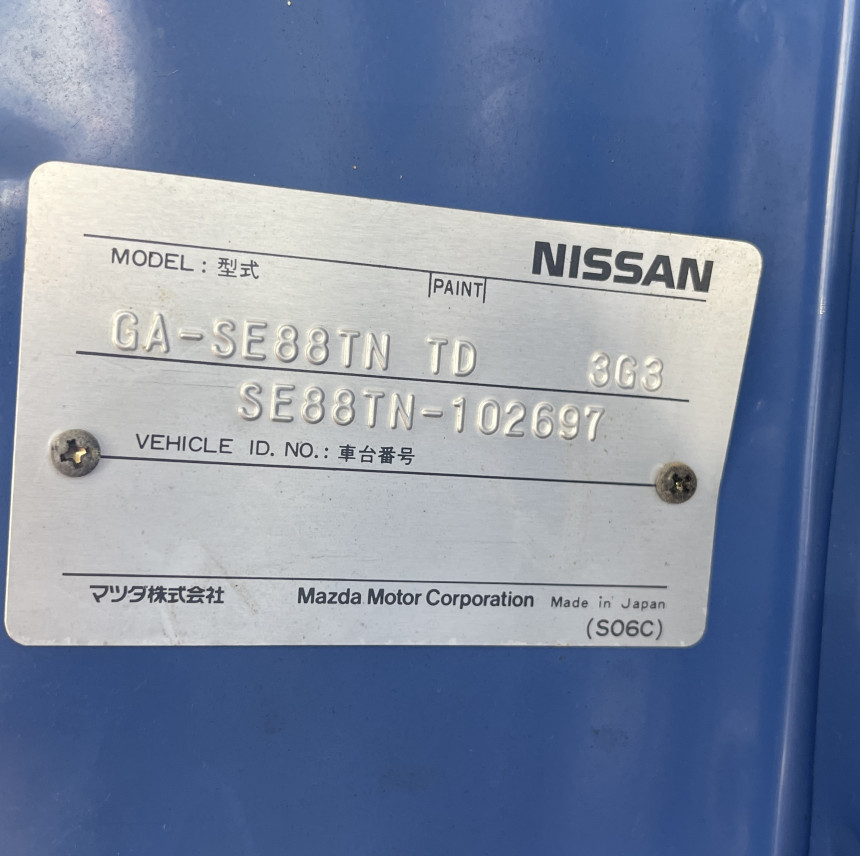 NISSAN
MODEL : 型式
PAINT
GA-SE88TN TD 3G3
SE88TN-102697
VEHICLE ID. NO. : 車台番号
マツダ株式会社 Mazda Motor Corporation Made in Japan
(S06C)